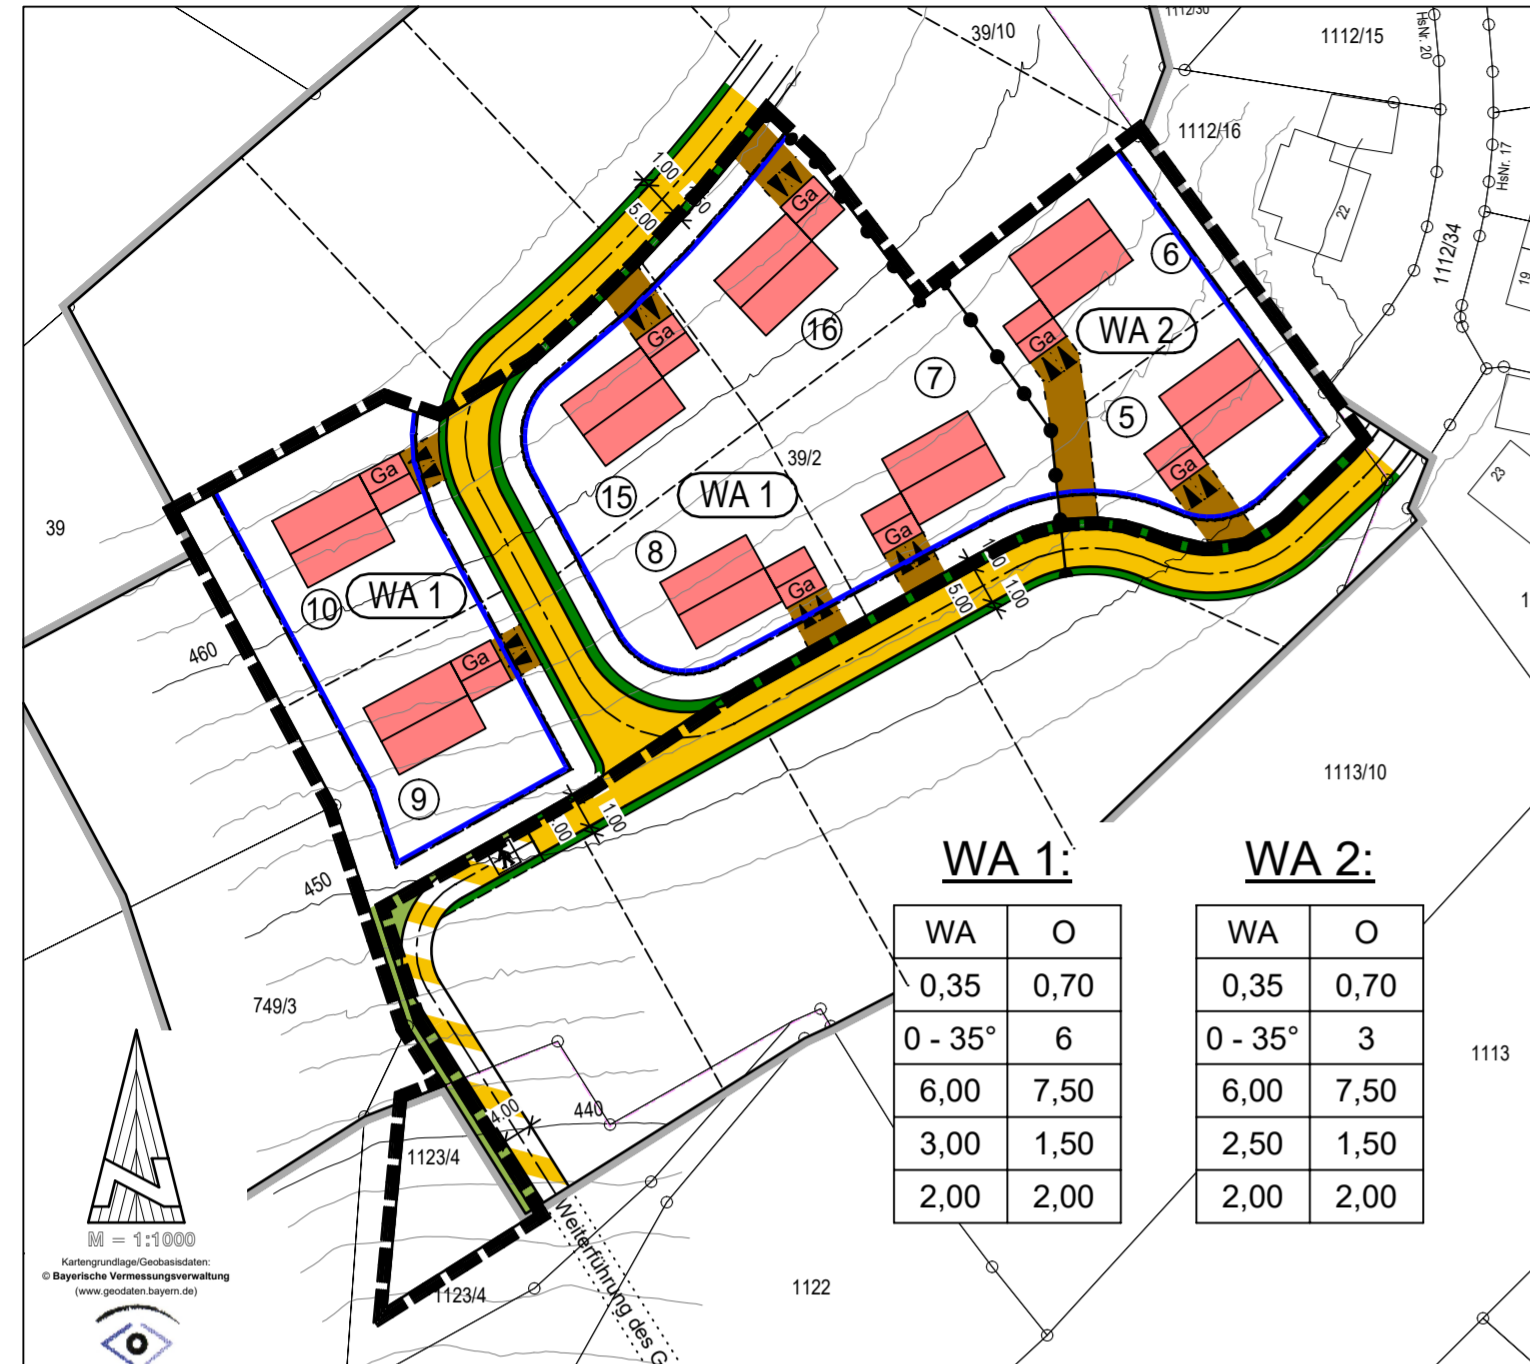 1112/30
39/10
1112/15
HsNr. 20
1112/16
HsNr. 17
22
1112/34
19
1.00
5.00
Ga
6
16
Ga
Ga
WA 2
7
5
39/2
Ga
Ga
15
WA 1
23
39
8
Ga
10
WA 1
Ga
5.00
1.00
460
Ga
9
1.00
1113/10
450
WA 1:
WA 2:
WA O
0,35 0,70
0 - 35° 6
6,00 7,50
3,00 1,50
2,00 2,00
WA O
0,35 0,70
0 - 35° 3
6,00 7,50
2,50 1,50
2,00 2,00
749/3
1113
4.00
440
1123/4
M = 1:1000
Kartengrundlage/Geobasisdaten:
© Bayerische Vermessungsverwaltung
(www.geodaten.bayern.de)
1123/4
1122
Weiterführung des G